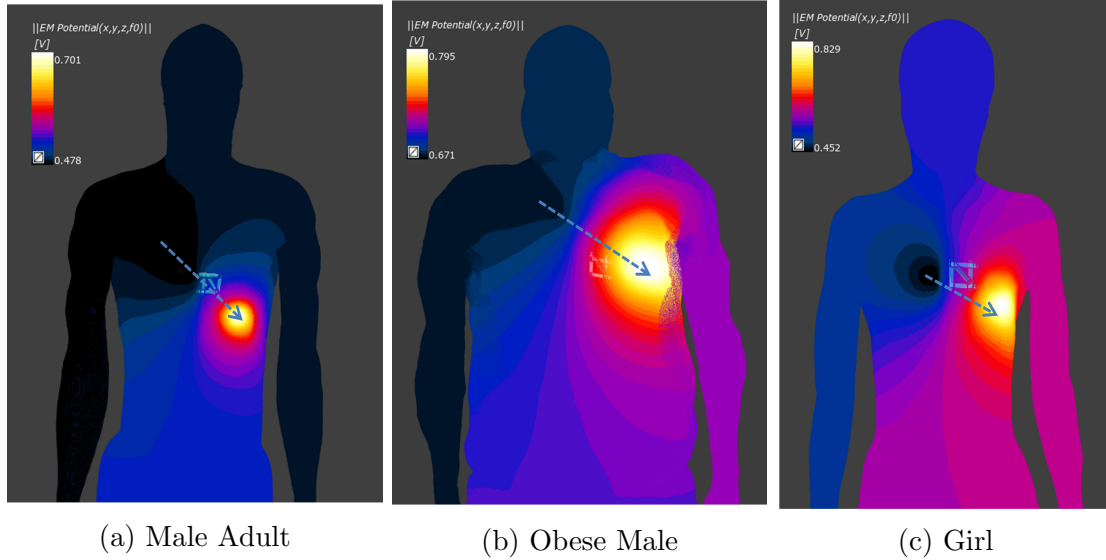 ||EM Potential(x,y,z,f0)||
[V]
0.701
0.478
(a) Male Adult
||EM Potential(x,y,z,f0)||
[V]
0.795
0.671
(b) Obese Male
||EM Potential(x,y,z,f0)||
[V]
0.829
0.452
(c) Girl